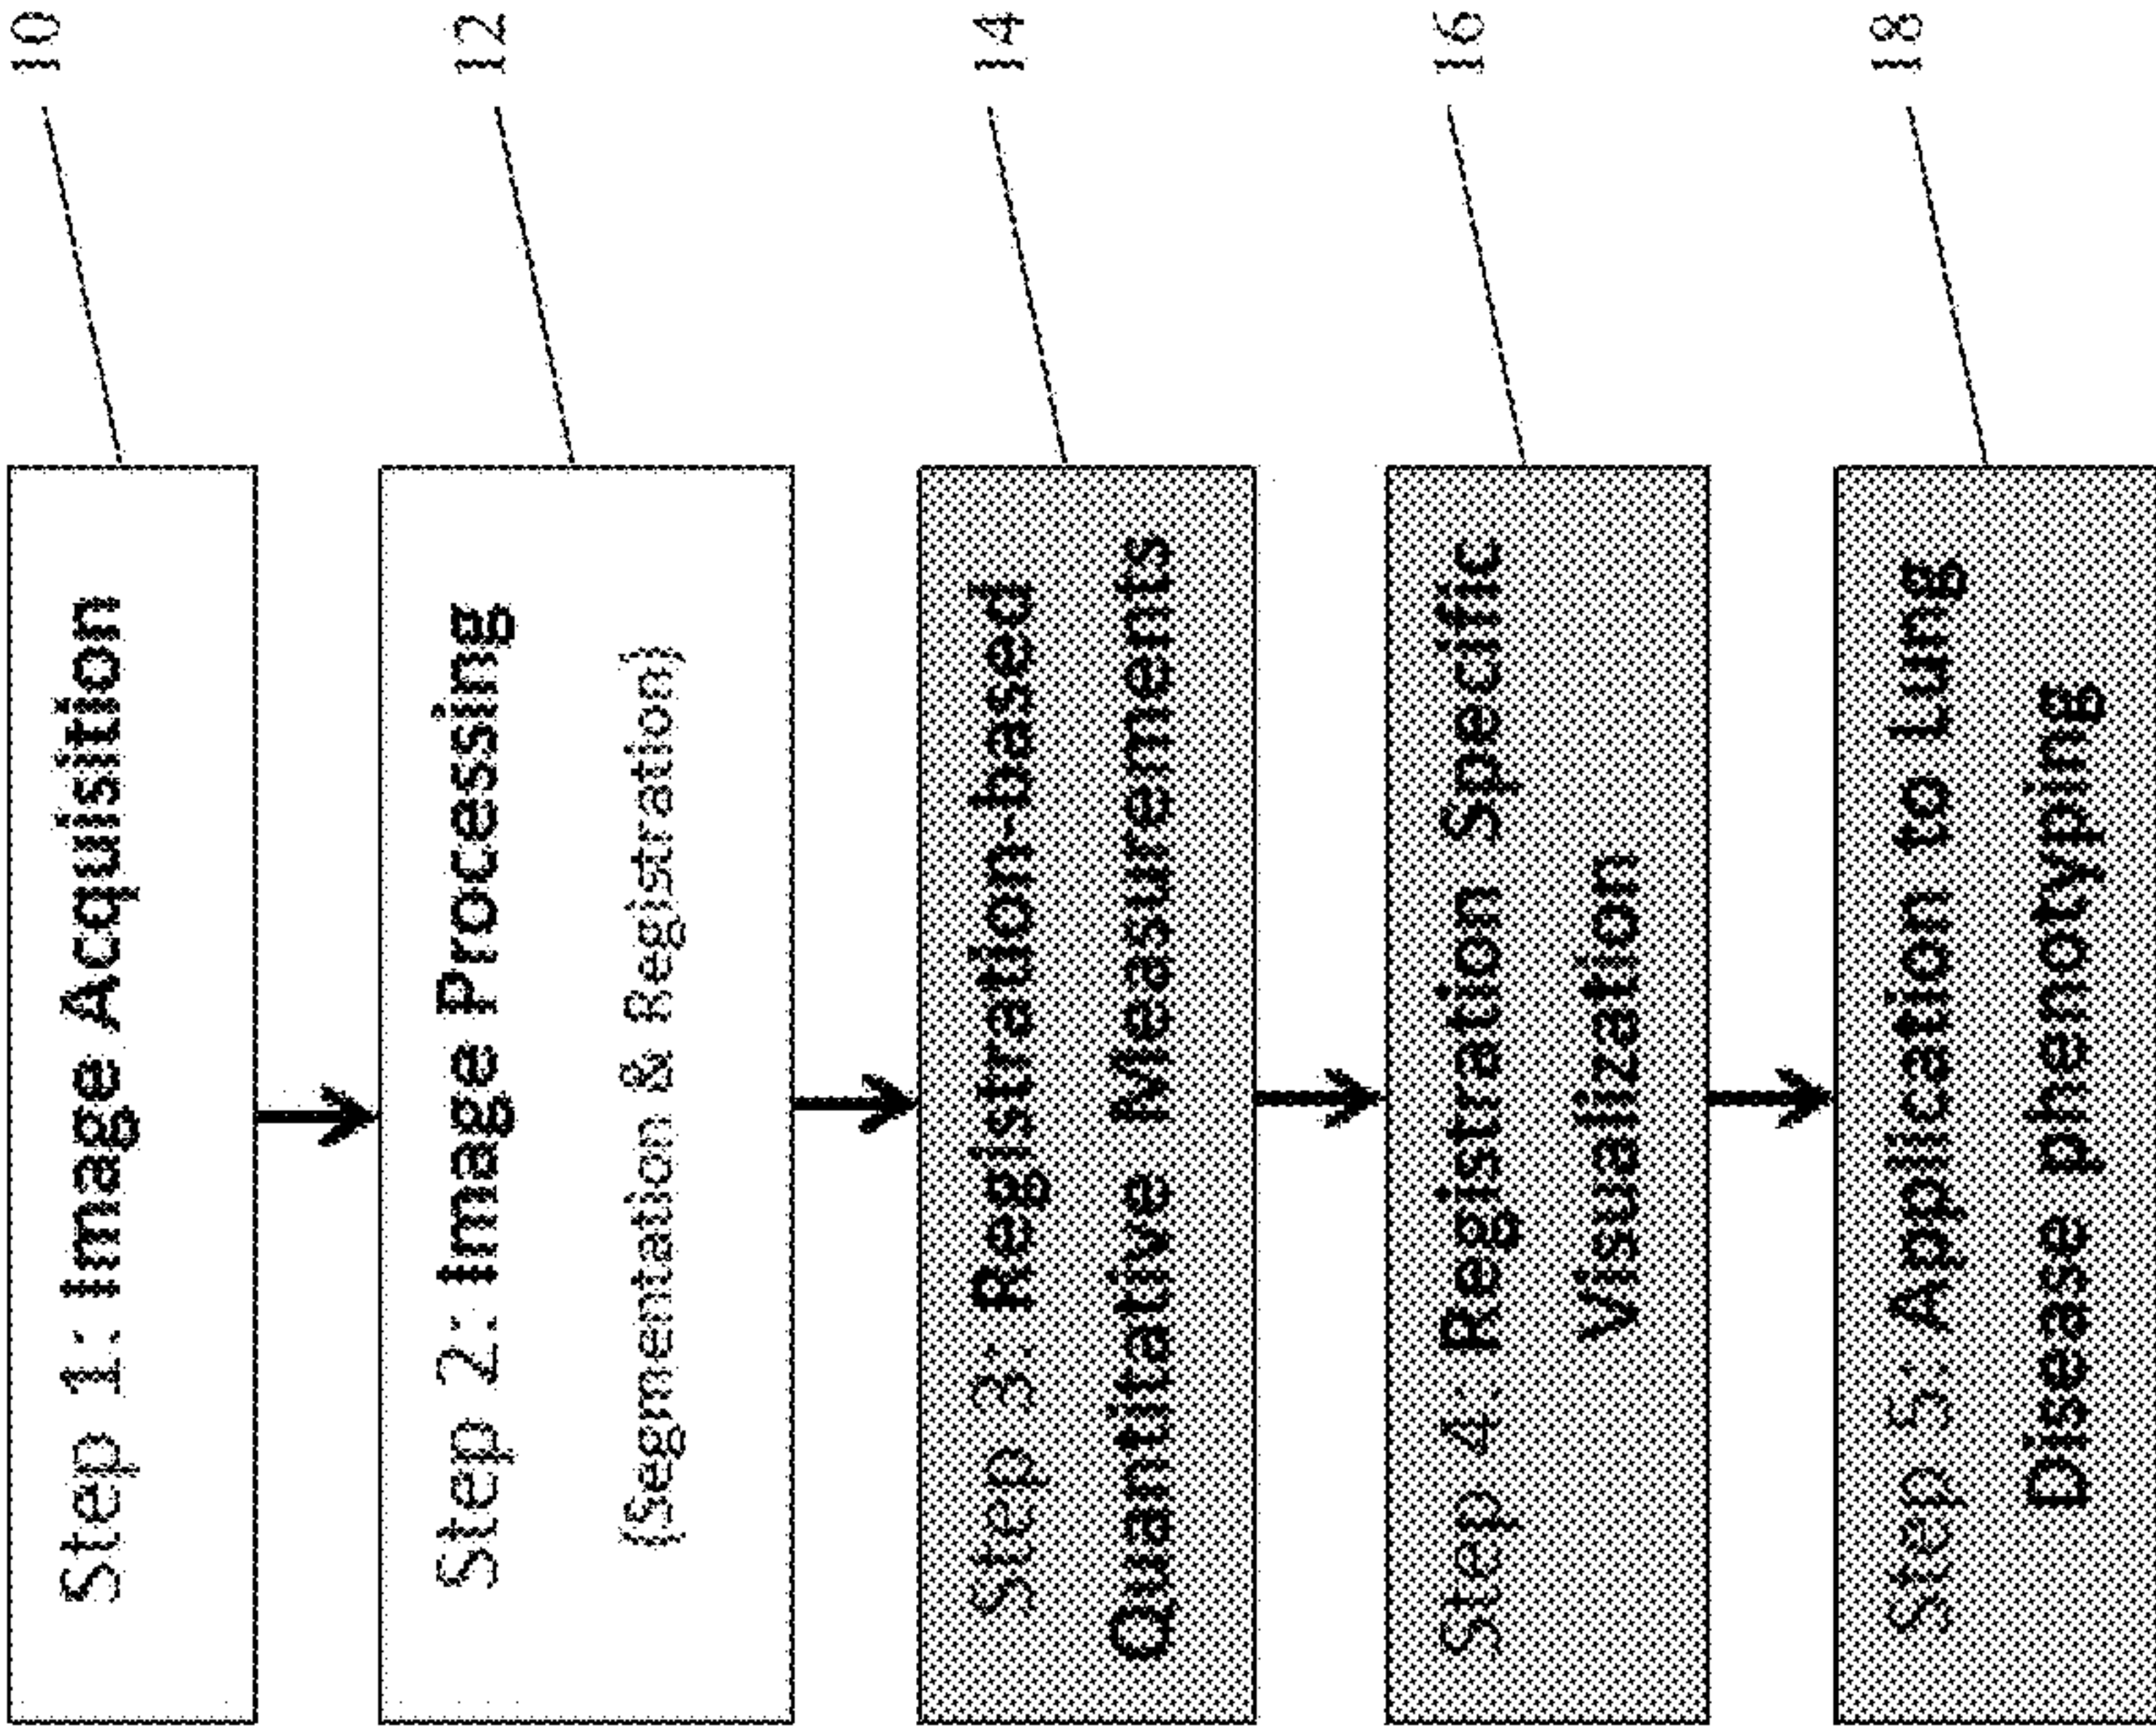 Step 1: Image Acquisition
10
Step 2: Image Processing
(Segmentation & Registration)
12
Step 3: Registration-based
Quantitative Measurements
14
Step 4: Registration Specific
Visualization
16
Step 5: Application to Lung
Disease phenotyping
18